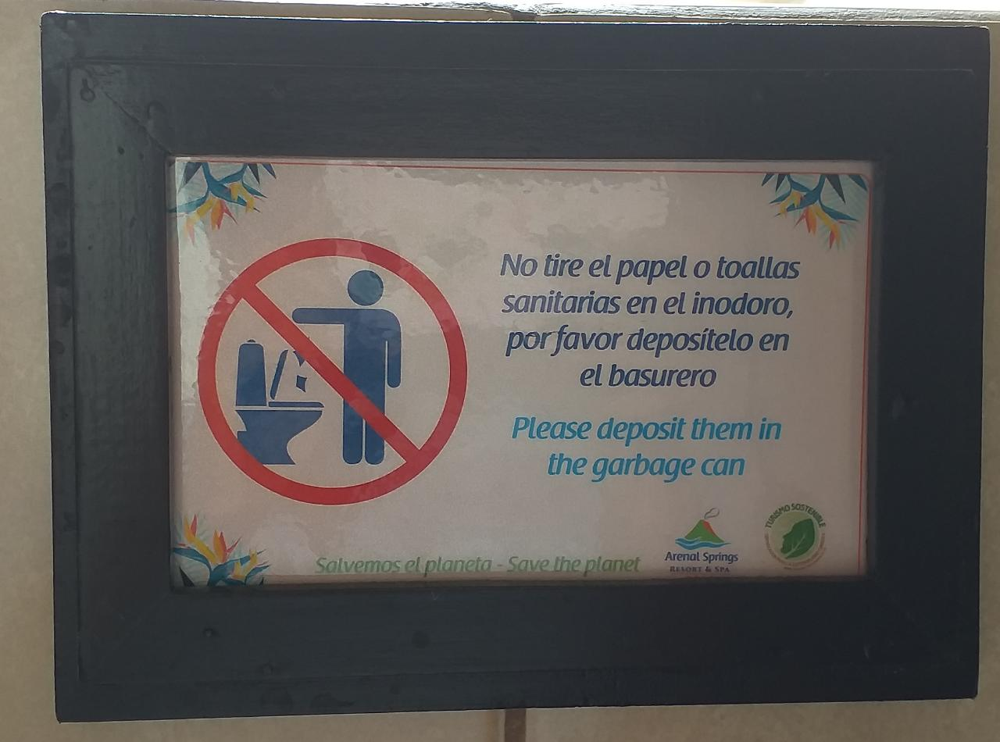 No tire el papel o toallas
sanitarias en el inodoro,
por favor deposítelo en
el basurero
Please deposit them in
the garbage can
Salvemos el planeta - Save the planet
Arenal Springs
RESORT & SPA
TURISMO SOSTENIBLE